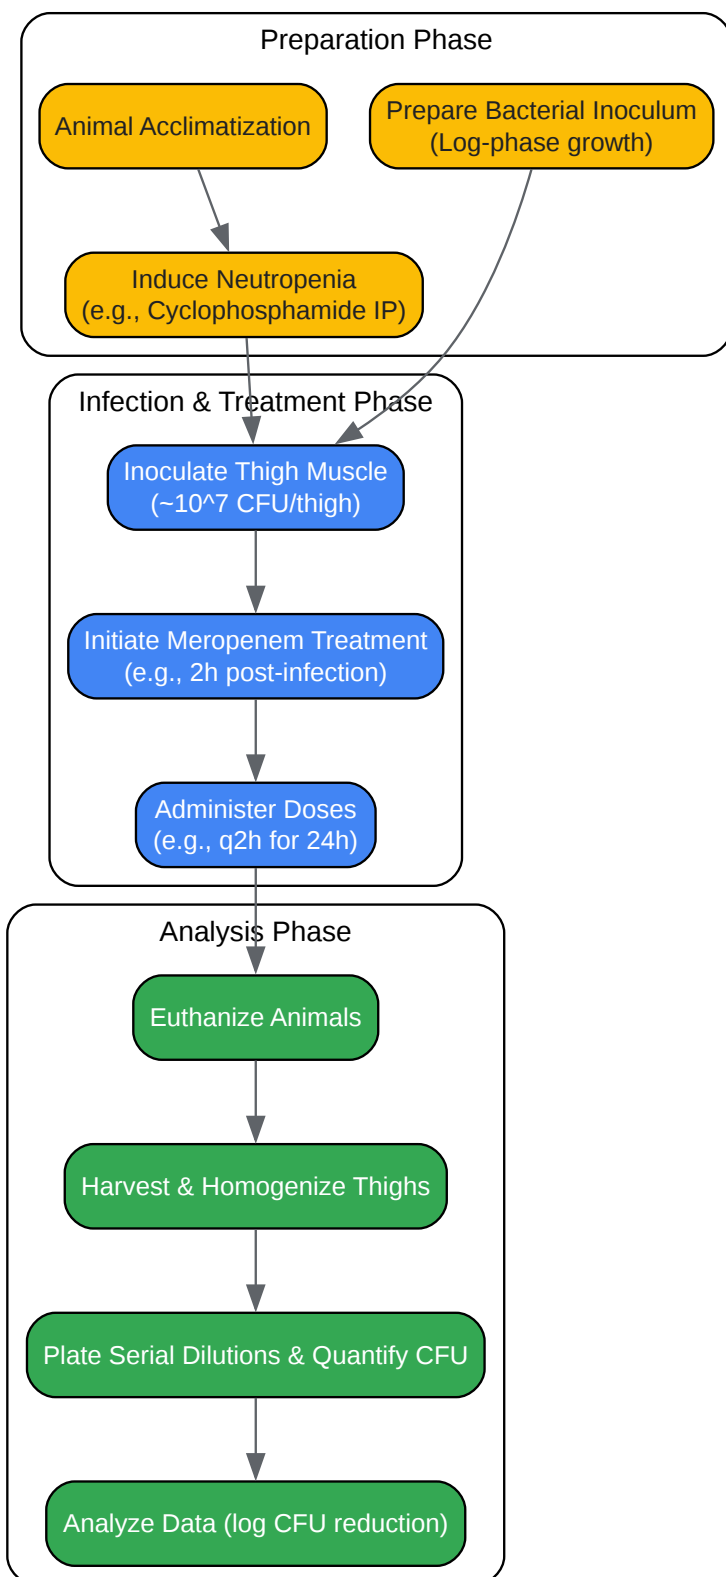 Preparation Phase
Animal Acclimatization
Prepare Bacterial Inoculum
(Log-phase growth)
Induce Neutropenia
(e.g., Cyclophosphamide IP)
Infection & Treatment Phase
Inoculate Thigh Muscle
(~10^7 CFU/thigh)
Initiate Meropenem Treatment
(e.g., 2h post-infection)
Administer Doses
(e.g., q2h for 24h)
Analysis Phase
Euthanize Animals
Harvest & Homogenize Thighs
Plate Serial Dilutions & Quantify CFU
Analyze Data (log CFU reduction)